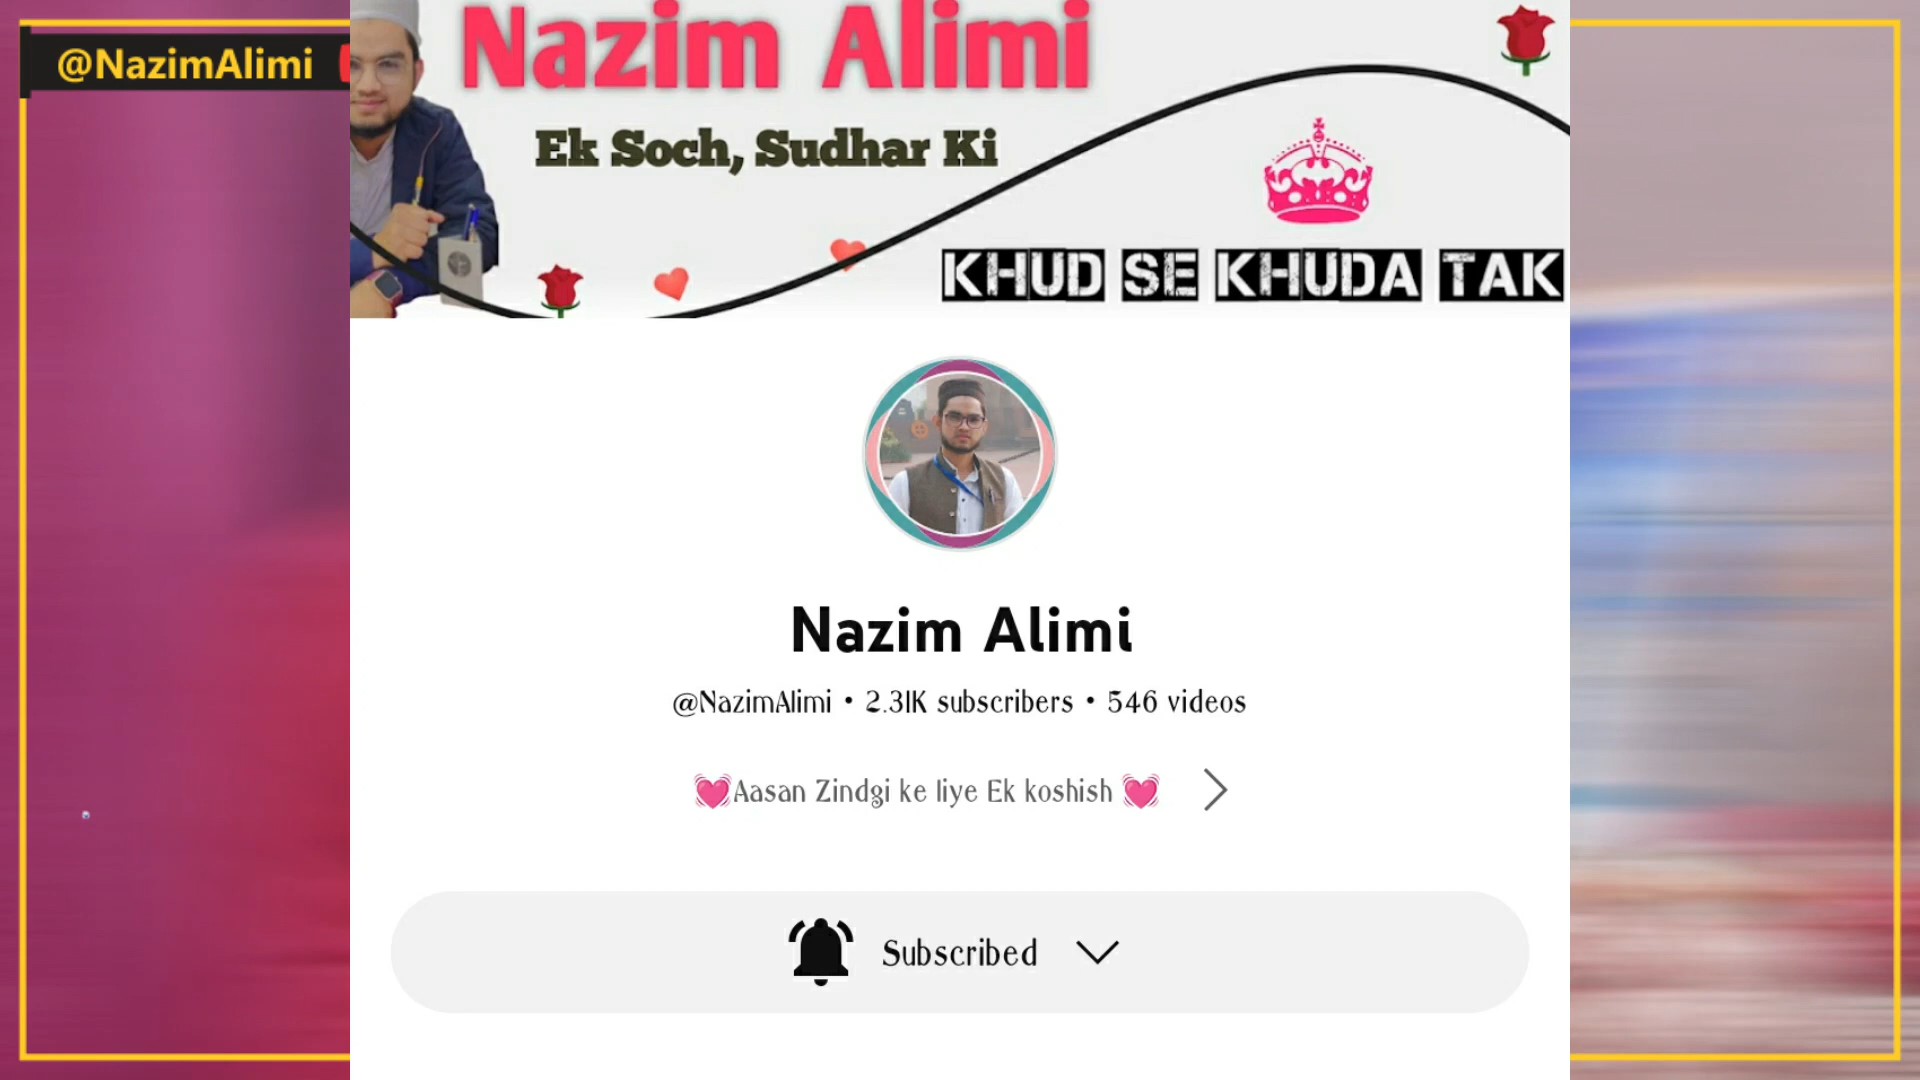 @NazimAlimi
Nazim Alimi
Ek Soch, Sudhar Ki
KHUD SE KHUDA TAK
Nazim Alimi
@NazimAlimi • 2.31K subscribers • 546 videos
💓Aasan Zindgi ke liye Ek koshish 💓
Subscribed